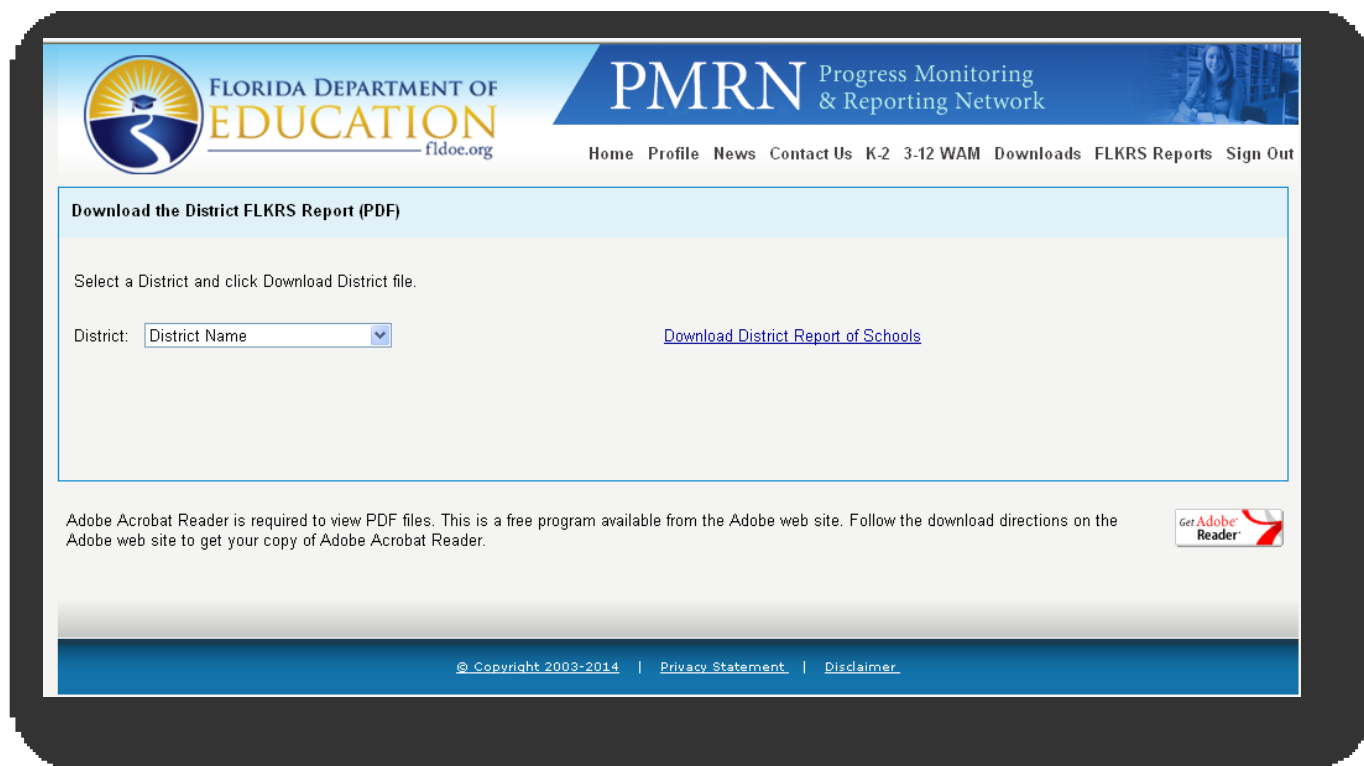 FLORIDA DEPARTMENT OF
EDUCATION
fldoe.org
PMRN Progress Monitoring
& Reporting Network
Home Profile News Contact Us K-2 3-12 WAM Downloads FLKRS Reports Sign Out
Download the District FLKRS Report (PDF)
Select a District and click Download District file.
District: District Name Download District Report of Schools
Adobe Acrobat Reader is required to view PDF files. This is a free program available from the Adobe web site. Follow the download directions on the
Adobe web site to get your copy of Adobe Acrobat Reader.
Get Adobe®
Reader®
© Copyright 2003-2014 | Privacy Statement | Disclaimer